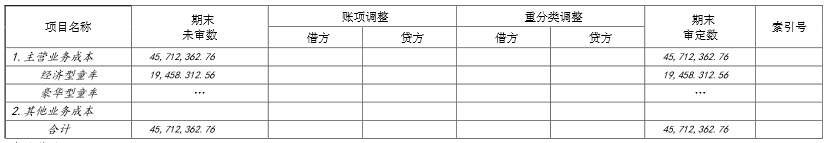 项目名称 期末未审数 账项调整 重分类调整 期末审定数 索引号
借方 贷方 借方 贷方
1.主营业务成本 45,712,362.76 45,712,362.76
经济型童车 19,458.312.56 19,458.312.56
豪华型童车 … …
2.其他业务成本
合计 45,712,362.76 45,712,362.76